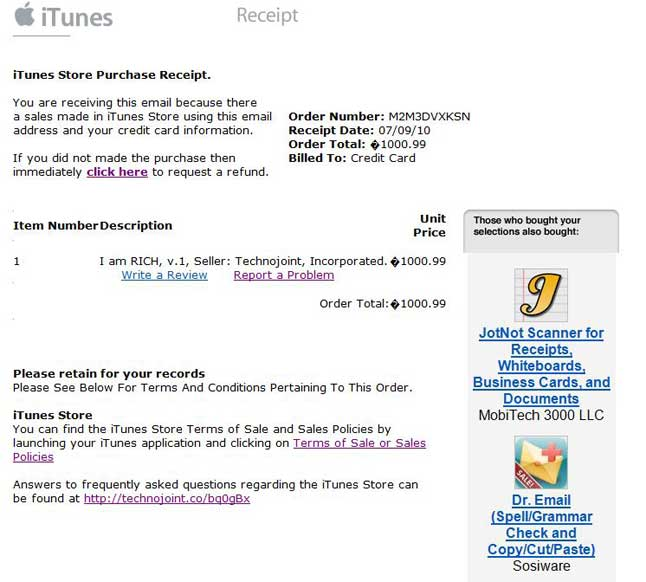 iTunes
Receipt
iTunes Store Purchase Receipt.
You are receiving this email because there
a sales made in iTunes Store using this email
address and your credit card information.
If you did not made the purchase then
immediately click here to request a refund.
Order Number: M2M3DVXKSN
Receipt Date: 07/09/10
Order Total: �1000.99
Billed To: Credit Card
Item Number Description Unit Price
1 I am RICH, v.1, Seller: Technojoint, Incorporated. �1000.99
Write a Review Report a Problem
Order Total:�1000.99
Please retain for your records
Please See Below For Terms And Conditions Pertaining To This Order.
iTunes Store
You can find the iTunes Store Terms of Sale and Sales Policies by
launching your iTunes application and clicking on Terms of Sale or Sales
Policies
Answers to frequently asked questions regarding the iTunes Store can
be found at http://technojoint.co/bq0gBx
Those who bought your
selections also bought:
J
JotNot Scanner for
Receipts,
Whiteboards,
Business Cards, and
Documents
MobiTech 3000 LLC
SALE!
Dr. Email
(Spell/Grammar
Check and
Copy/Cut/Paste)
Sosiware